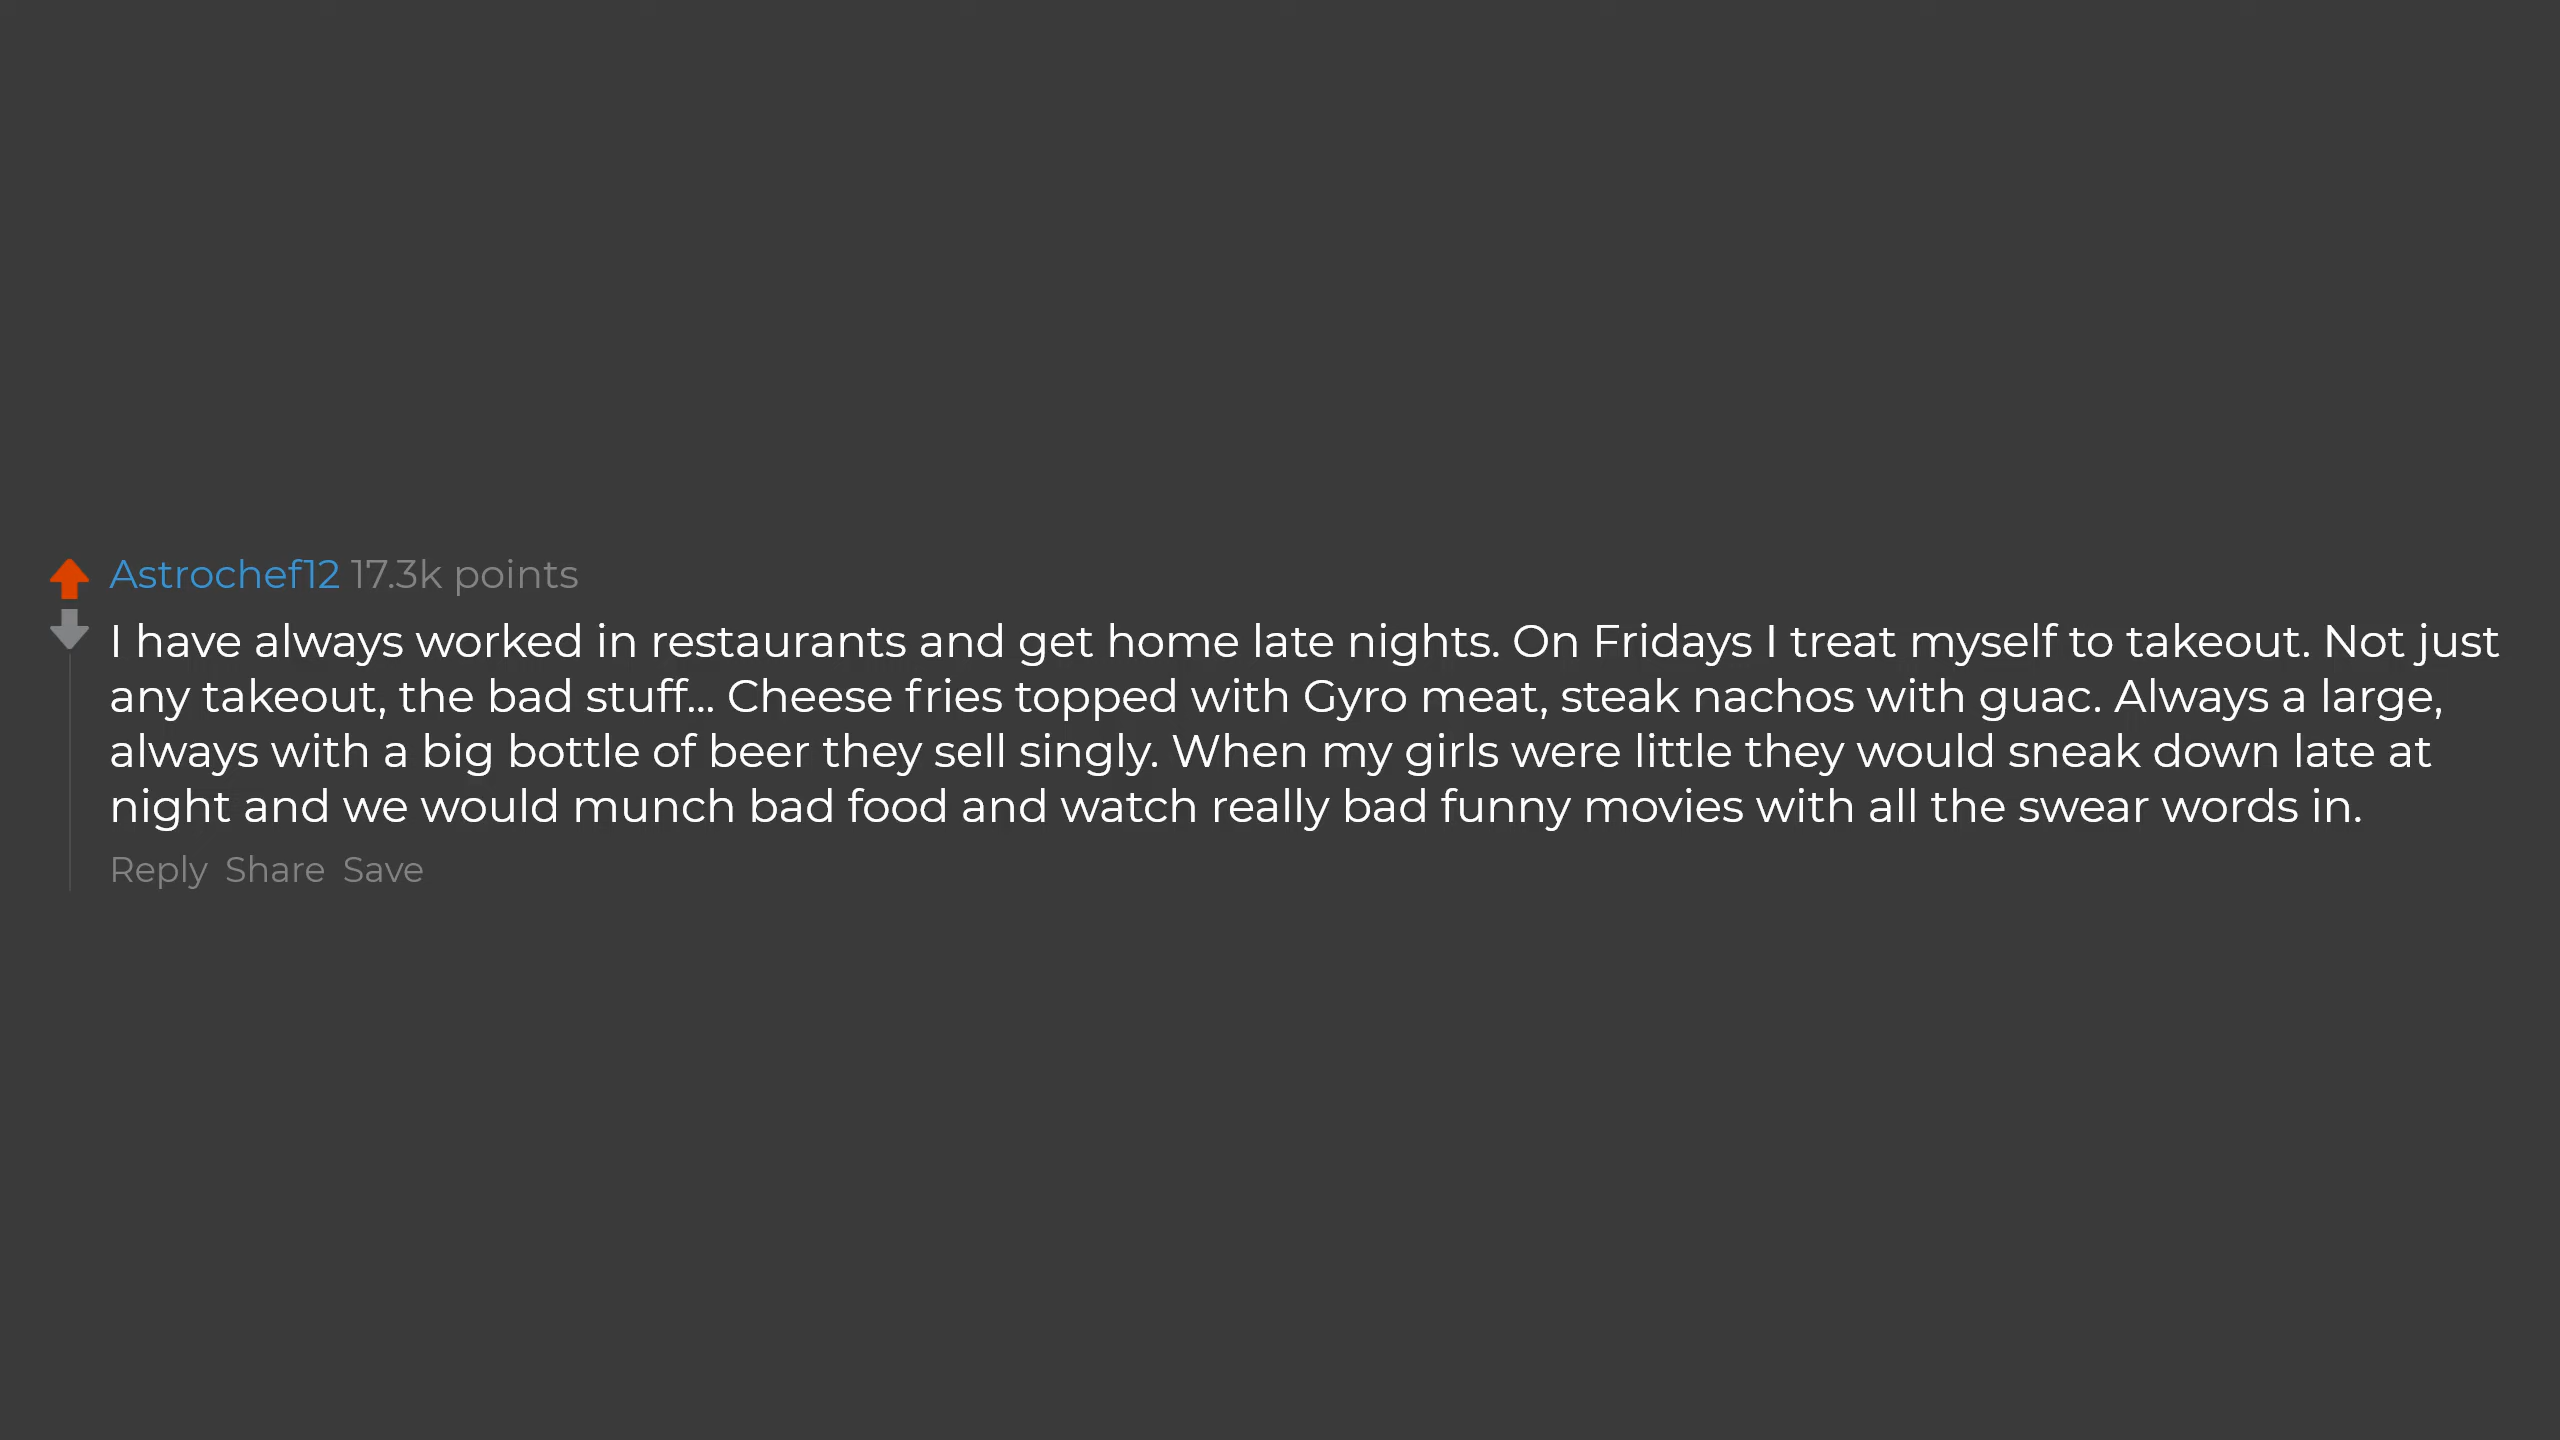 Astrochef12 17.3k points
I have always worked in restaurants and get home late nights. On Fridays I treat myself to takeout. Not just
any takeout, the bad stuff... Cheese fries topped with Gyro meat, steak nachos with guac. Always a large,
always with a big bottle of beer they sell singly. When my girls were little they would sneak down late at
night and we would munch bad food and watch really bad funny movies with all the swear words in.
Reply Share Save